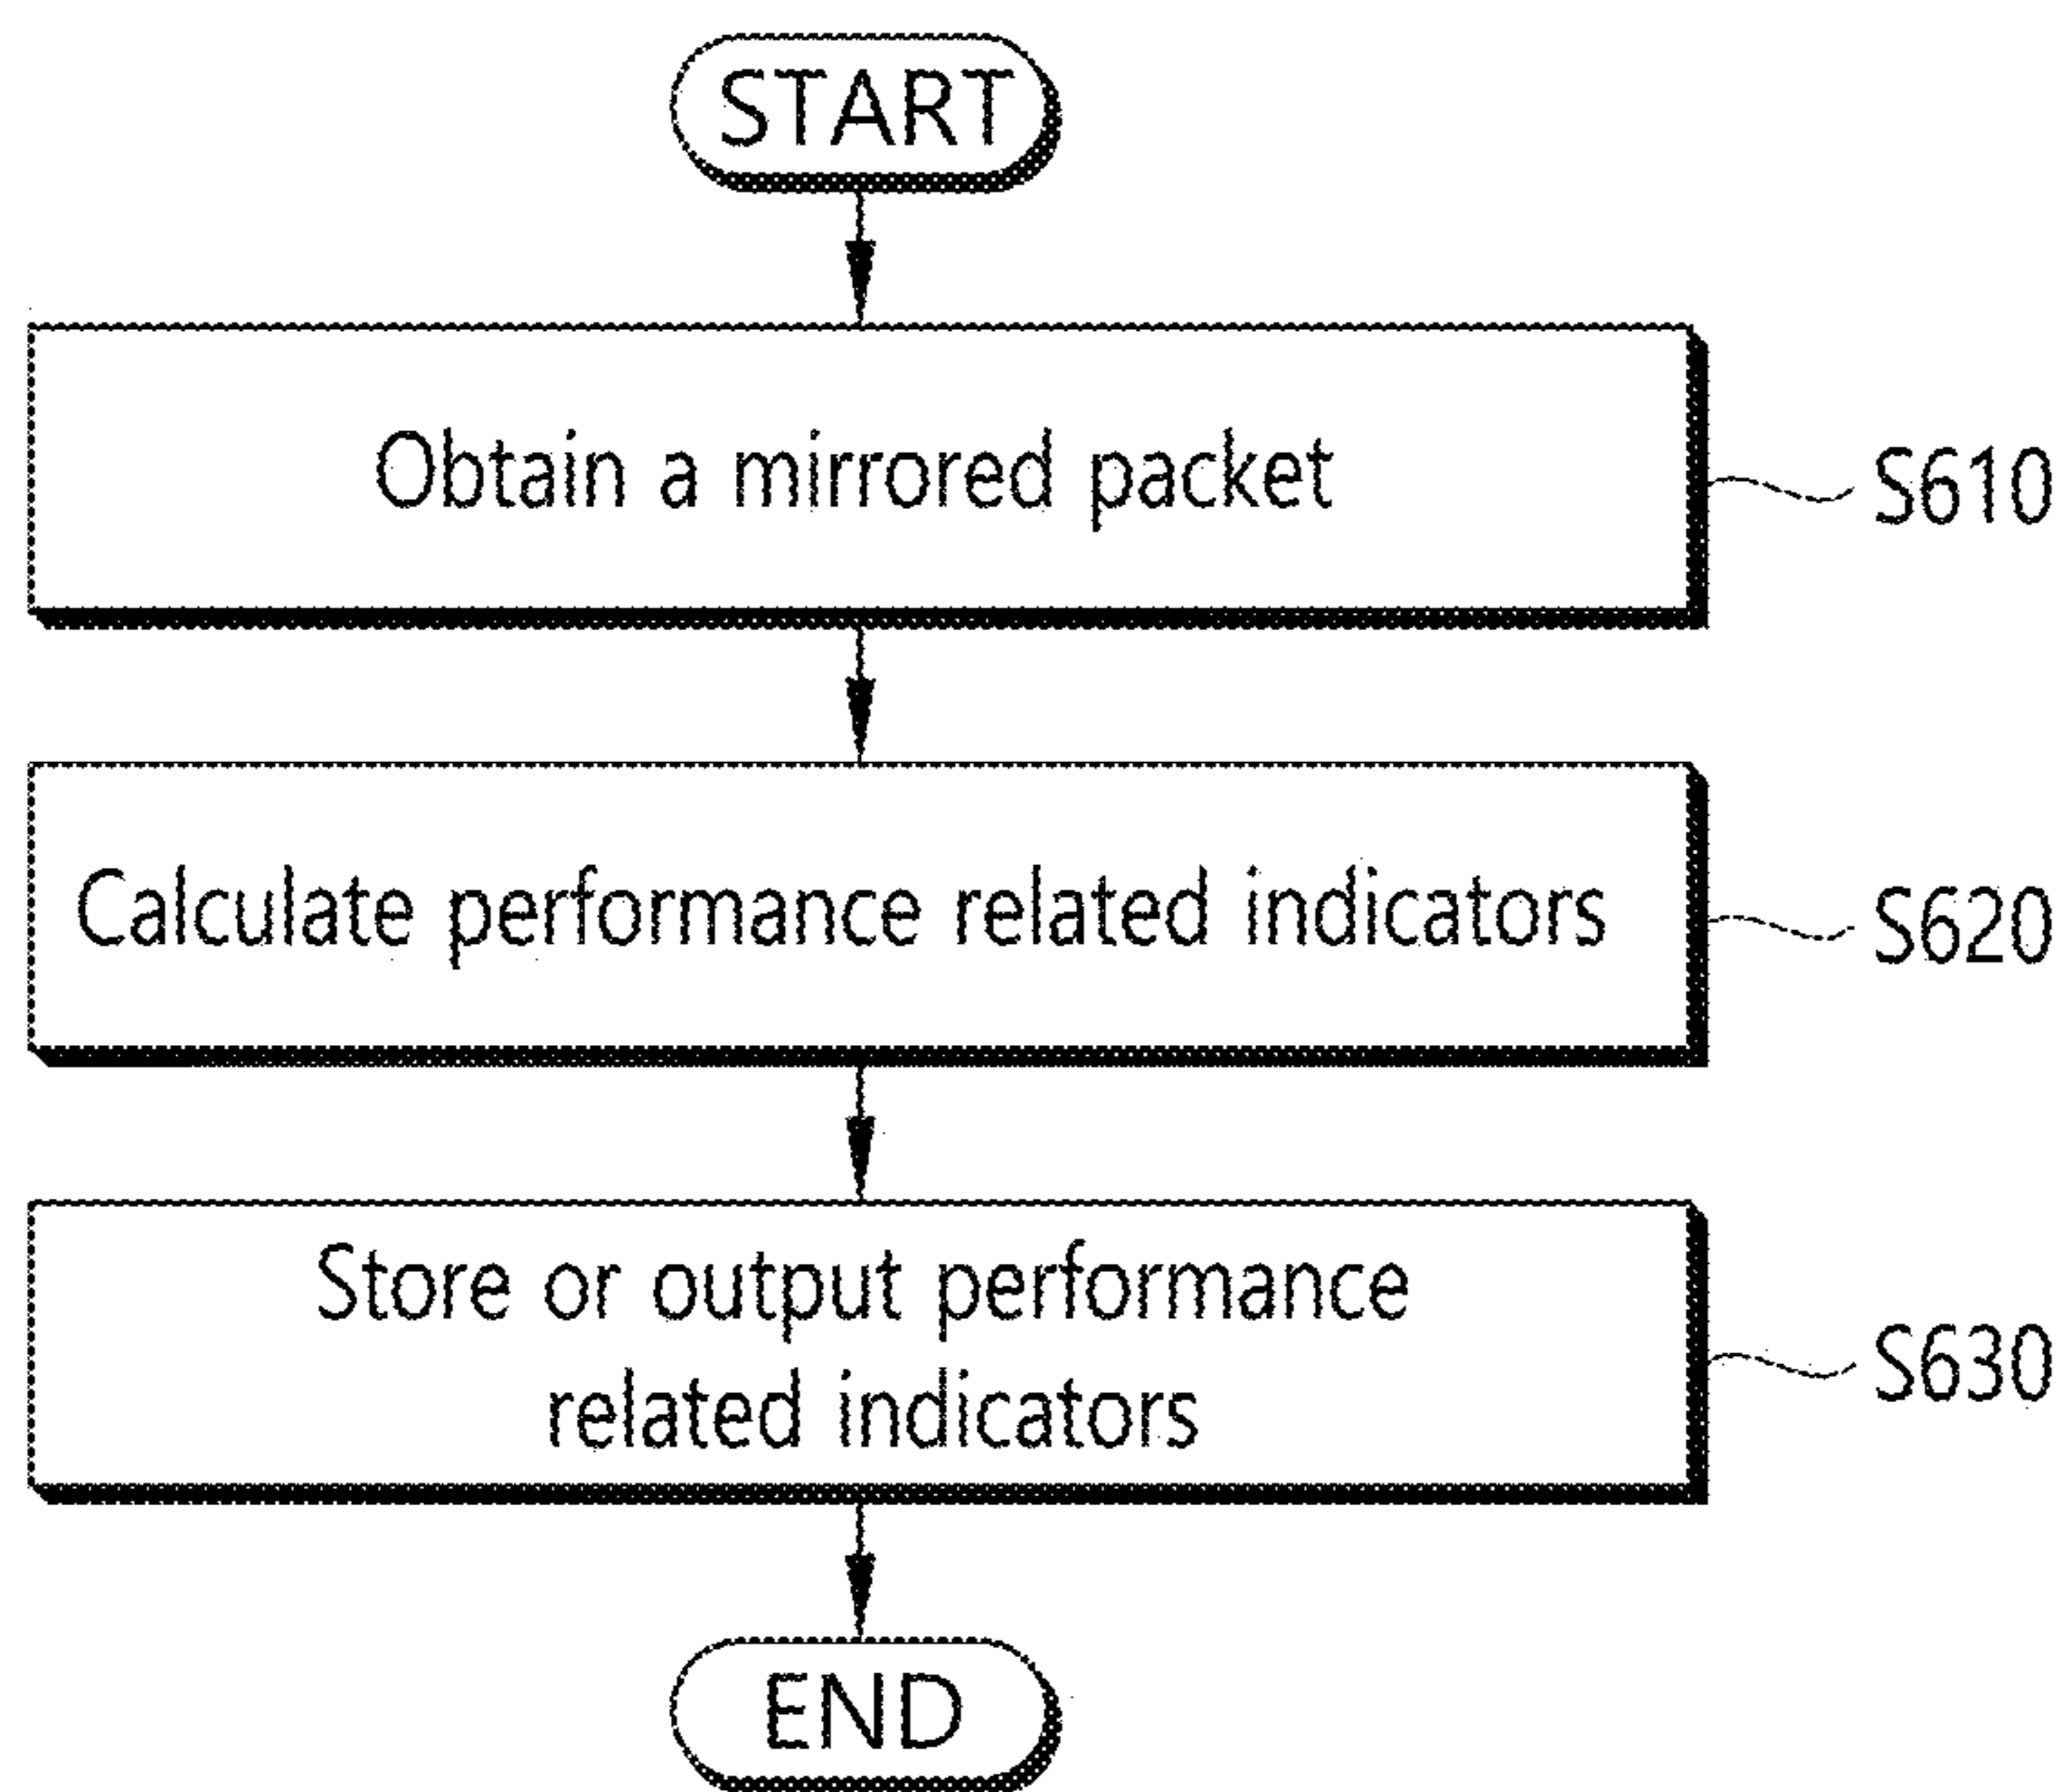 START
Obtain a mirrored packet
S610
Calculate performance related indicators
S620
Store or output performance
related indicators
S630
END